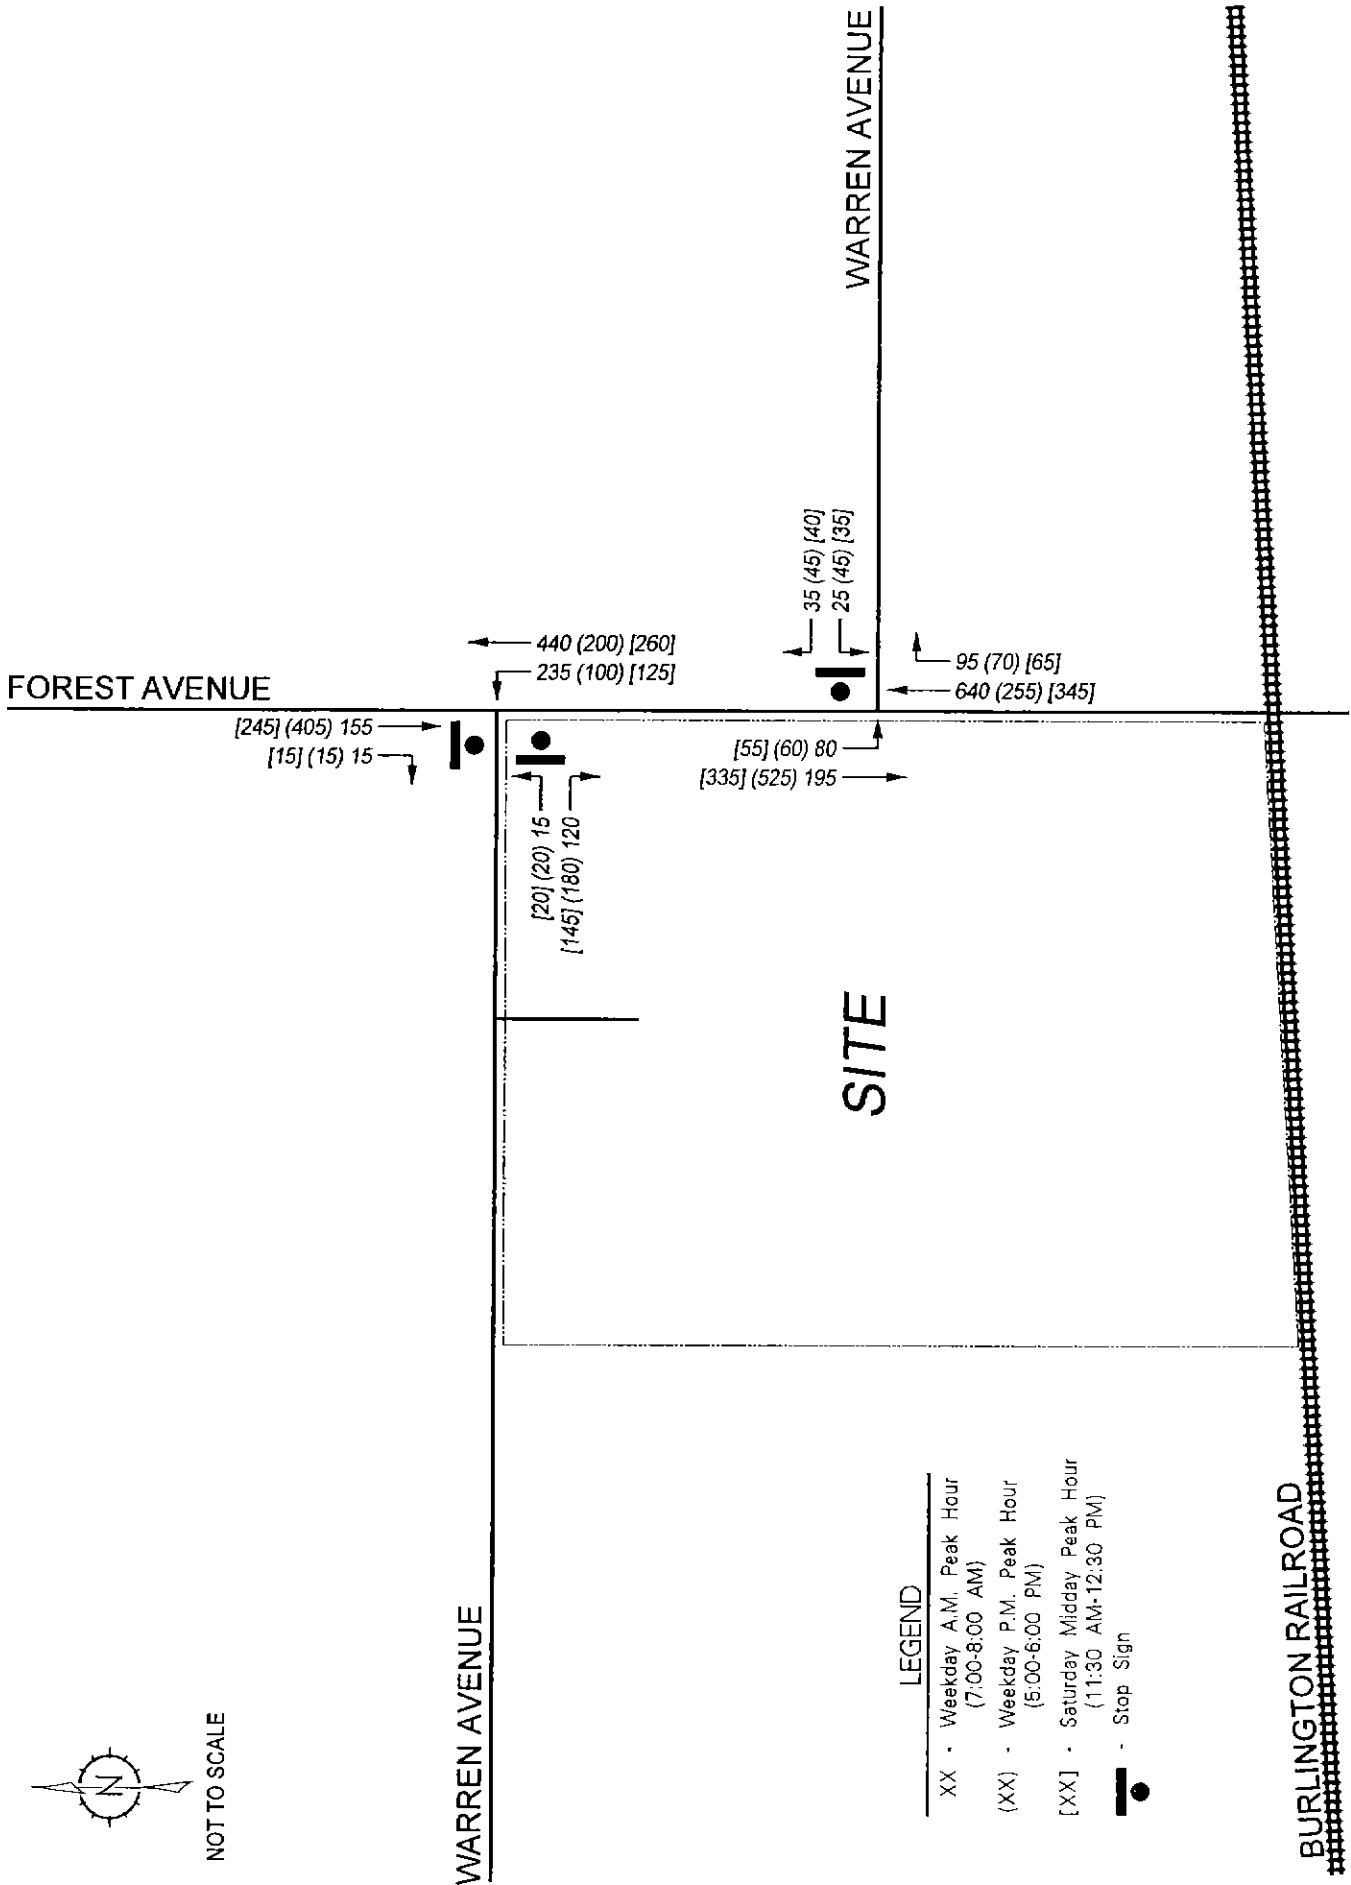 WARREN AVENUE
FOREST AVENUE
440 (200) [260]
235 (100) [125]
[245] (405) 155
[15] (15) 15
35 (45) [40]
25 (45) [35]
95 (70) [65]
640 (255) [345]
[55] (60) 80
[335] (525) 195
[20] (20) 15
[145] (180) 120
SITE
WARREN AVENUE
N
NOT TO SCALE
LEGEND
XX - Weekday A.M. Peak Hour
(7:00-8:00 AM)
(XX) - Weekday P.M. Peak Hour
(5:00-6:00 PM)
[XX] - Saturday Midday Peak Hour
(11:30 AM-12:30 PM)
- Stop Sign
BURLINGTON RAILROAD